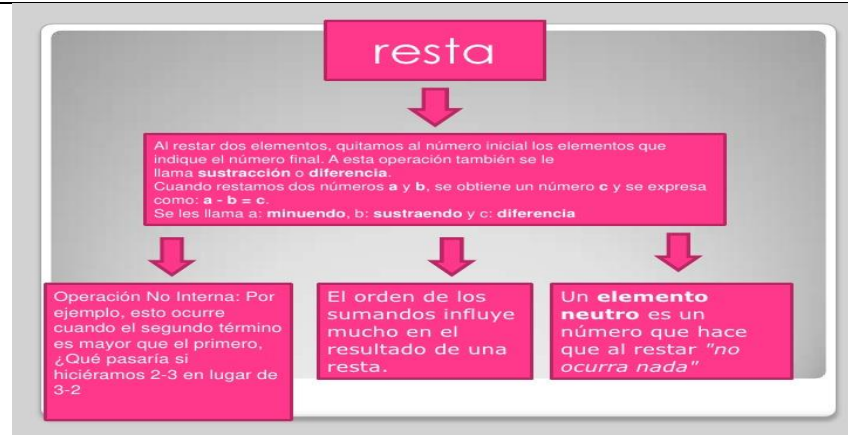 resta
Al restar dos elementos, quitamos al número inicial los elementos que
indique el número final. A esta operación también se le
llama sustracción o diferencia.
Cuando restamos dos números a y b, se obtiene un número c y se expresa
como: a - b = c.
Se les llama a: minuendo, b: sustraendo y c: diferencia
Operación No Interna: Por
ejemplo, esto ocurre
cuando el segundo término
es mayor que el primero,
¿Qué pasaría si
hiciéramos 2-3 en lugar de
3-2
El orden de los
sumandos influye
mucho en el
resultado de una
resta.
Un elemento
neutro es un
número que hace
que al restar "no
ocurra nada"